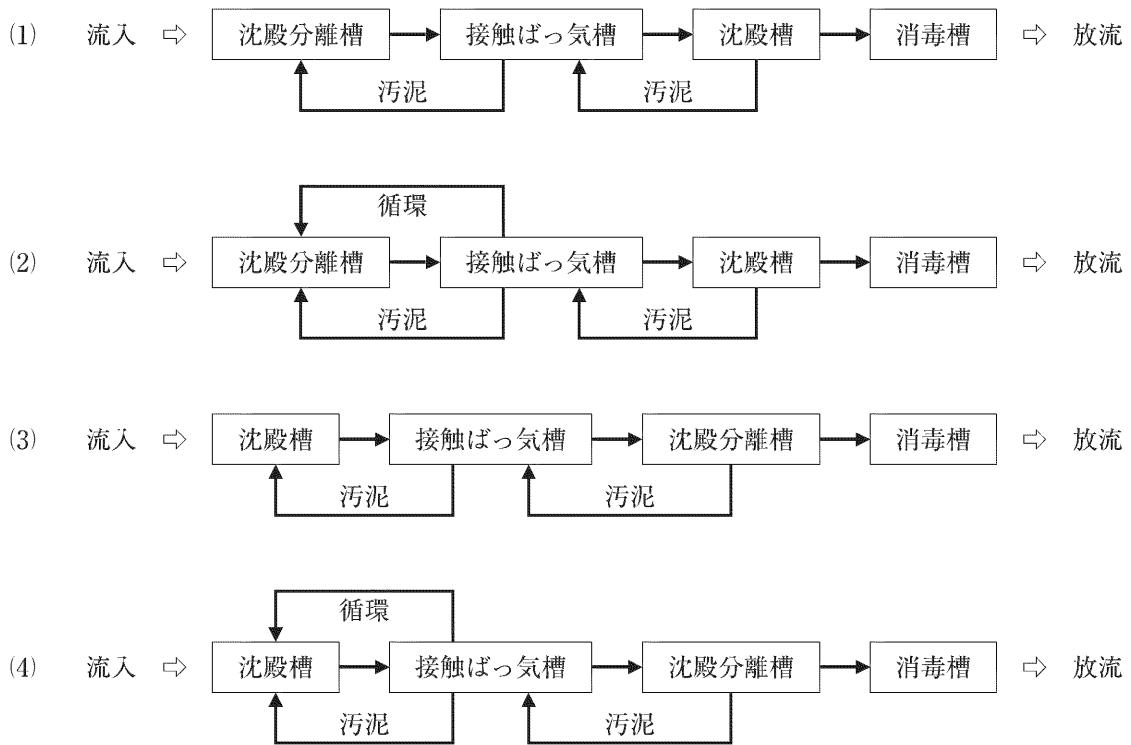 (1) 流入 ⇨ 沈殿分離槽 接触ばっ気槽 沈殿槽 消毒槽 ⇨ 放流
汚泥 汚泥
循環
(2) 流入 ⇨ 沈殿分離槽 接触ばっ気槽 沈殿槽 消毒槽 ⇨ 放流
汚泥 汚泥
(3) 流入 ⇨ 沈殿槽 接触ばっ気槽 沈殿分離槽 消毒槽 ⇨ 放流
汚泥 汚泥
循環
(4) 流入 ⇨ 沈殿槽 接触ばっ気槽 沈殿分離槽 消毒槽 ⇨ 放流
汚泥 汚泥